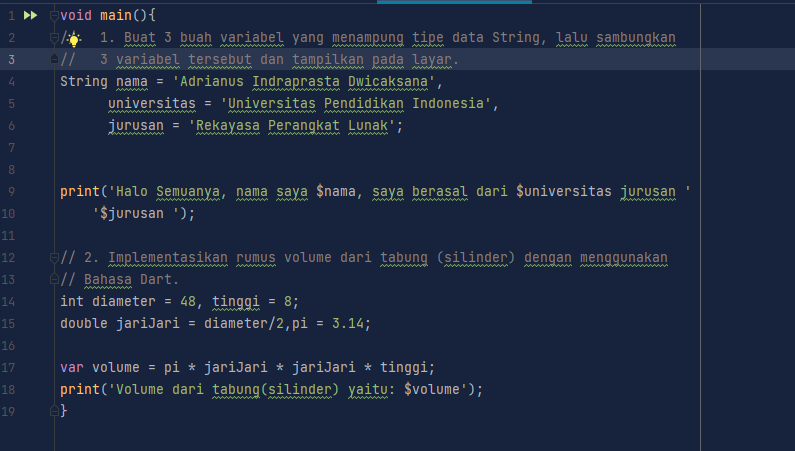 1 void main(){
2 / 1. Buat 3 buah variabel yang menampung tipe data String, lalu sambungkan
3 // 3 variabel tersebut dan tampilkan pada layar.
4 String nama = 'Adrianus Indraprasta Dwicaksana',
5 universitas = 'Universitas Pendidikan Indonesia',
6 jurusan = 'Rekayasa Perangkat Lunak';
7
8
9 print('Halo Semuanya, nama saya $nama, saya berasal dari $universitas jurusan '
10 '$jurusan ');
11
12 // 2. Implementasikan rumus volume dari tabung (silinder) dengan menggunakan
13 // Bahasa Dart.
14 int diameter = 48, tinggi = 8;
15 double jariJari = diameter/2,pi = 3.14;
16
17 var volume = pi * jariJari * jariJari * tinggi;
18 print('Volume dari tabung(silinder) yaitu: $volume');
19 }